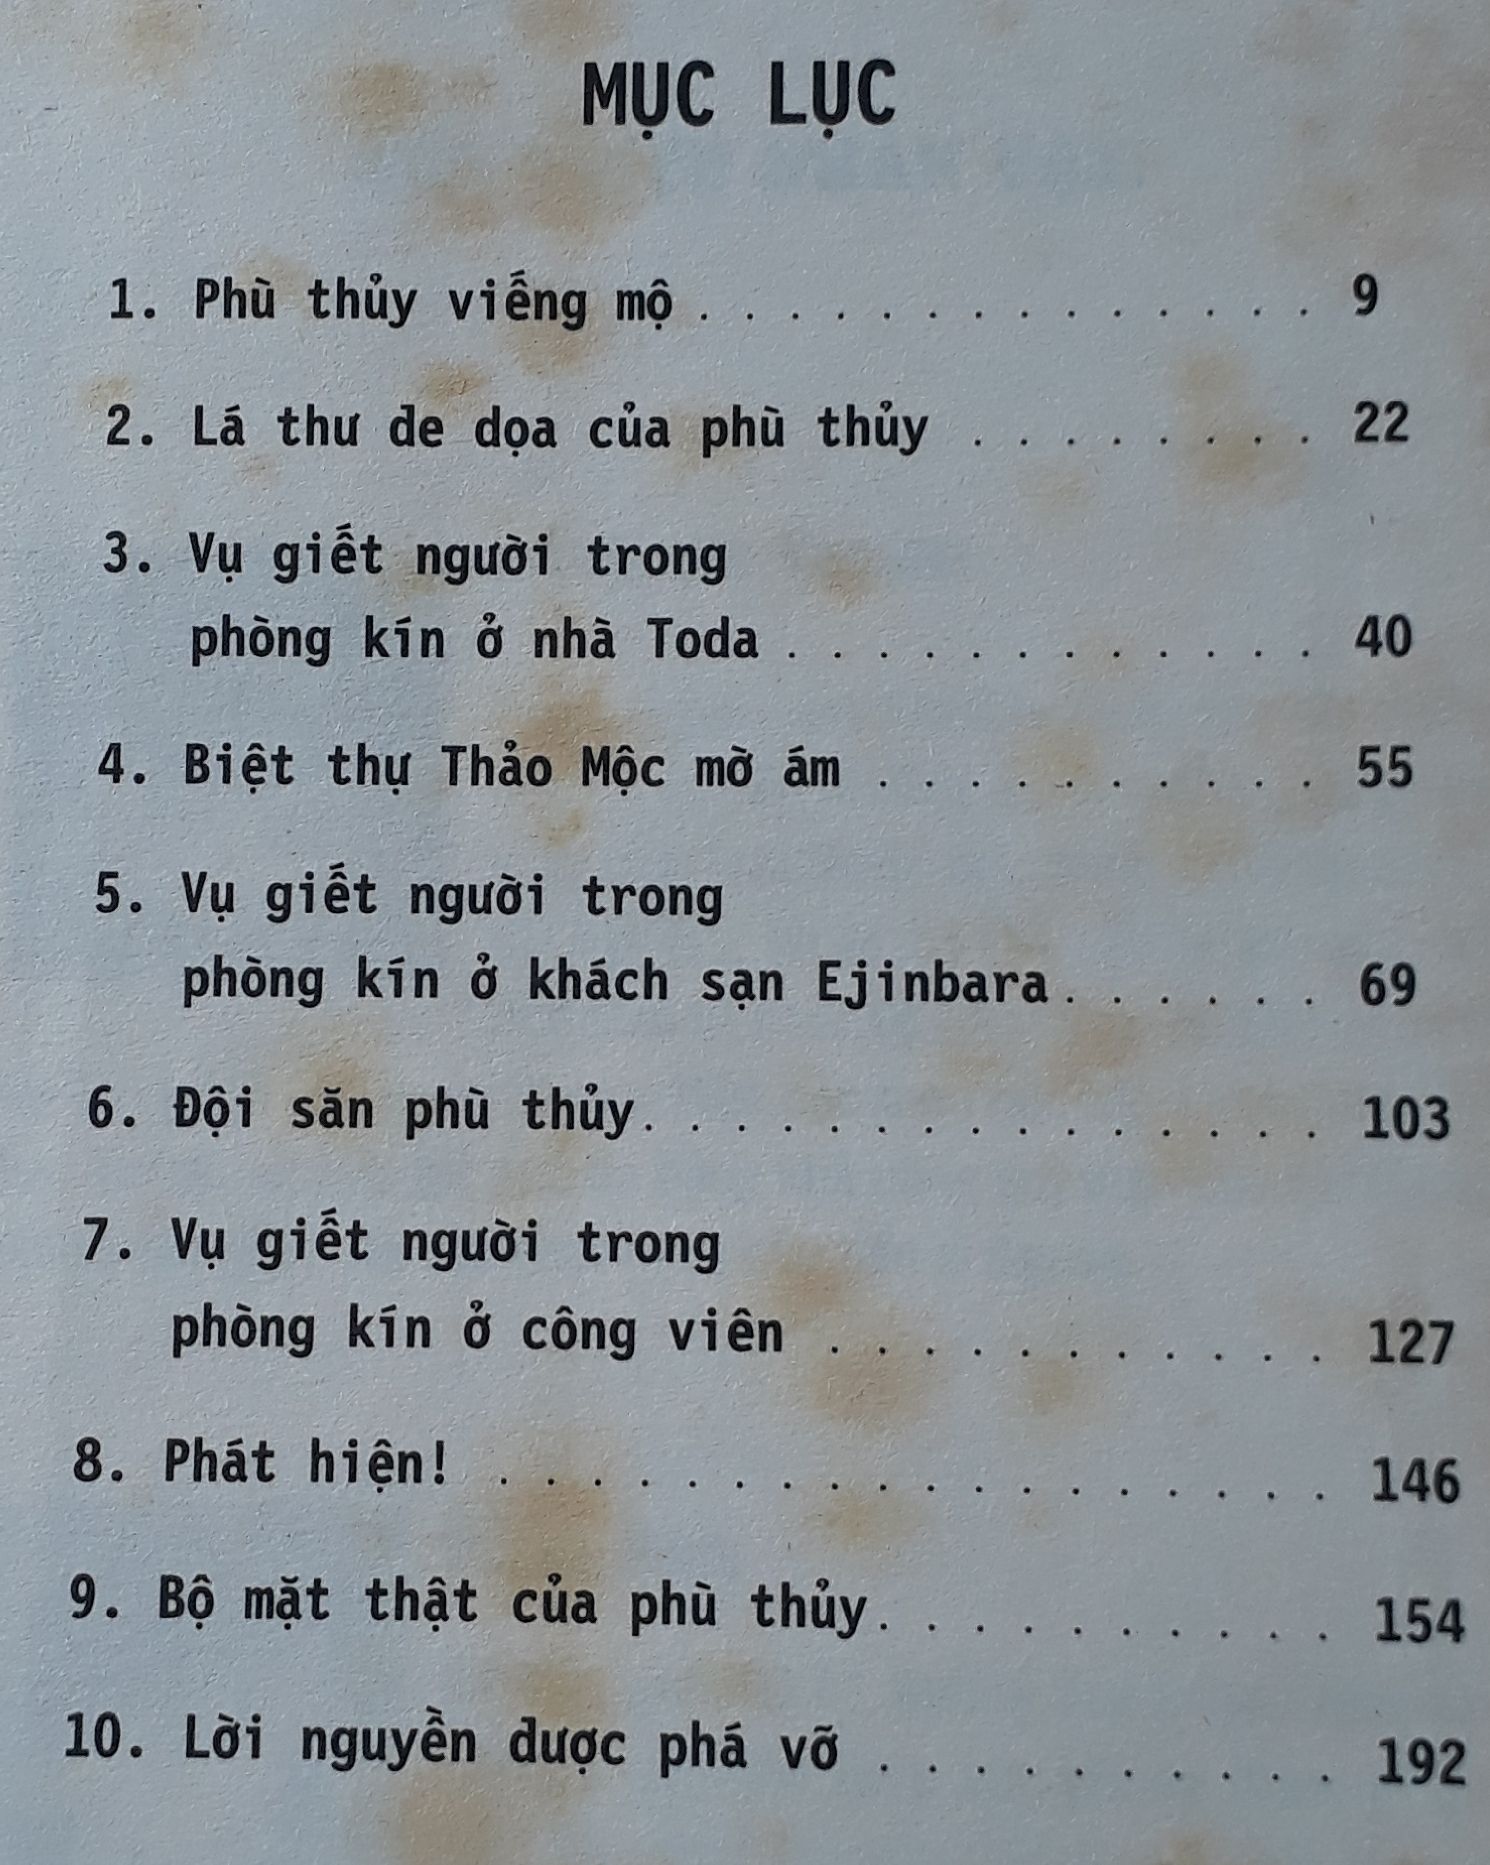 MỤC LỤC
1. Phù thủy viếng mộ . . . . . . . . . . . . . . 9
2. Lá thư de dọa của phù thủy . . . . . . . . 22
3. Vụ giết người trong
phòng kín ở nhà Toda . . . . . . . . . . . . 40
4. Biệt thự Thảo Mộc mờ ám . . . . . . . . . . 55
5. Vụ giết người trong
phòng kín ở khách sạn Ejinbara . . . . . . 69
6. Đội săn phù thủy . . . . . . . . . . . . . . . 103
7. Vụ giết người trong
phòng kín ở công viên . . . . . . . . . . . 127
8. Phát hiện! . . . . . . . . . . . . . . . . . . 146
9. Bộ mặt thật của phù thủy . . . . . . . . . . 154
10. Lời nguyền dược phá vỡ . . . . . . . . . . 192